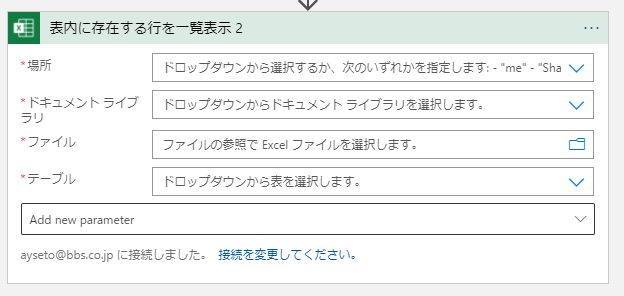 表内に存在する行を一覧表示 2
*場所
ドロップダウンから選択するか、次のいずれかを指定します: - "me" - "Sha
*ドキュメント ライブラリ
ドロップダウンからドキュメント ライブラリを選択します。
*ファイル
ファイルの参照で Excel ファイルを選択します。
*テーブル
ドロップダウンから表を選択します。
Add new parameter
ayseto@bbs.co.jp に接続しました。 接続を変更してください。